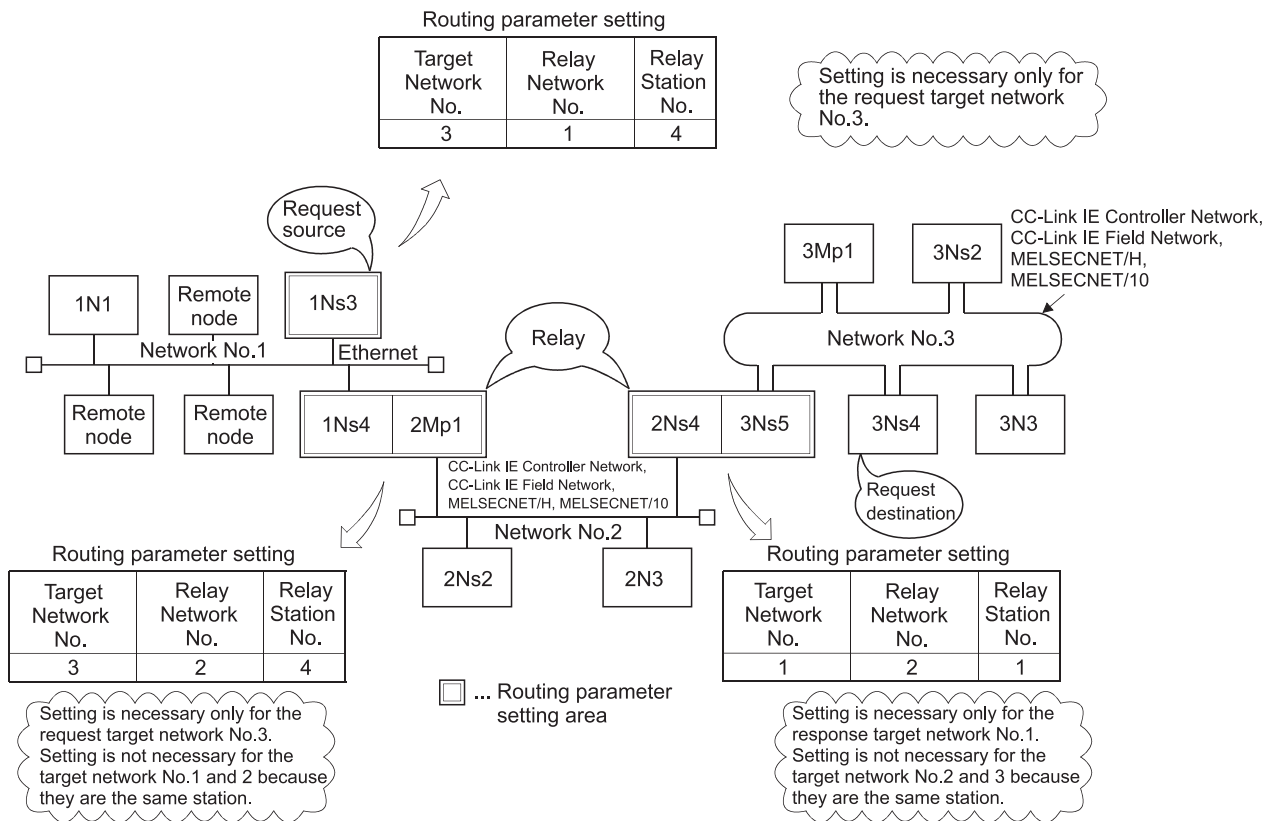 Routing parameter setting
Target Network No. Relay Network No. Relay Station No.
3 1 4
Setting is necessary only for
the request target network
No.3.
Request
source
1N1
Remote
node
1Ns3
Network No.1
Ethernet
Remote
node
Remote
node
1Ns4 2Mp1
Relay
2Ns4 3Ns5
3Mp1
3Ns2
CC-Link IE Controller Network,
CC-Link IE Field Network,
MELSECNET/H,
MELSECNET/10
Network No.3
3Ns4
3N3
Request
destination
CC-Link IE Controller Network,
CC-Link IE Field Network,
MELSECNET/H, MELSECNET/10
Network No.2
2Ns2
2N3
Routing parameter setting
Target Network No. Relay Network No. Relay Station No.
3 2 4
Setting is necessary only for the
request target network No.3.
Setting is not necessary for the
target network No.1 and 2 because
they are the same station.
... Routing parameter
setting area
Routing parameter setting
Target Network No. Relay Network No. Relay Station No.
1 2 1
Setting is necessary only for the
response target network No.1.
Setting is not necessary for the
target network No.2 and 3 because
they are the same station.